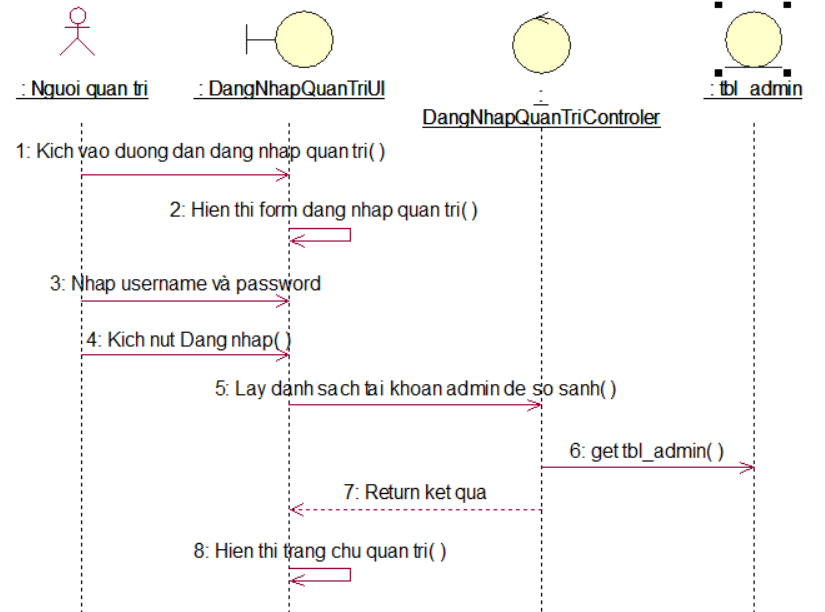 : Nguoi quan tri
: DangNhapQuanTriUI
:
DangNhapQuanTriControler
: tbl_admin
1: Kich vao duong dan dang nhap quan tri( )
2: Hien thi form dang nhap quan tri( )
3: Nhap username và password
4: Kich nut Dang nhap( )
5: Lay danh sach tai khoan admin de so sanh( )
6: get tbl_admin( )
7: Return ket qua
8: Hien thi trang chu quan tri( )